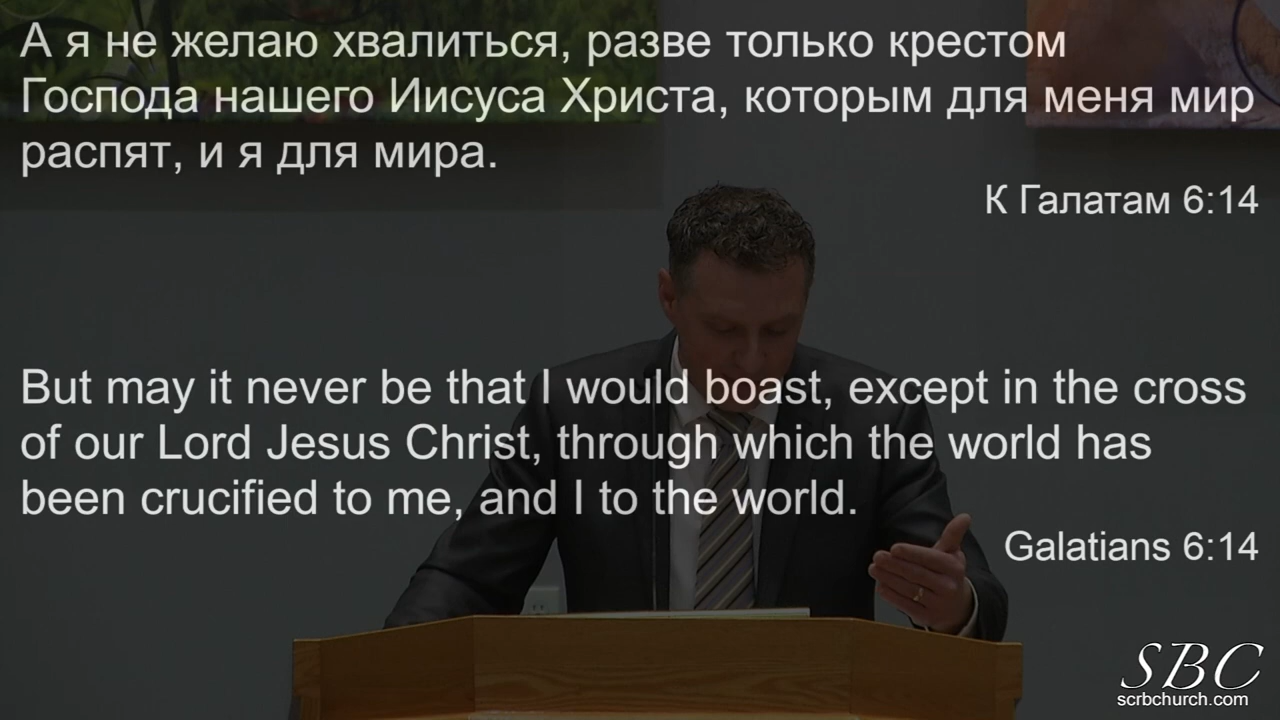 А я не желаю хвалиться, разве только крестом
Господа нашего Иисуса Христа, которым для меня мир
распят, и я для мира.
К Галатам 6:14
But may it never be that I would boast, except in the cross
of our Lord Jesus Christ, through which the world has
been crucified to me, and I to the world.
Galatians 6:14
SBC
scrbchurch.com